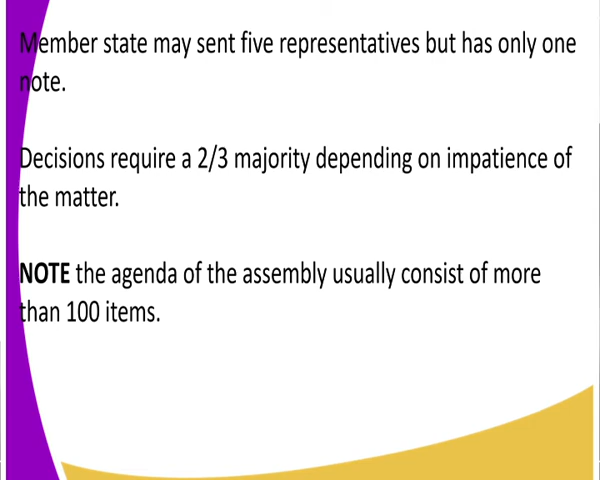 Member state may sent five representatives but has only one
note.
Decisions require a 2/3 majority depending on impatience of
the matter.
NOTE the agenda of the assembly usually consist of more
than 100 items.